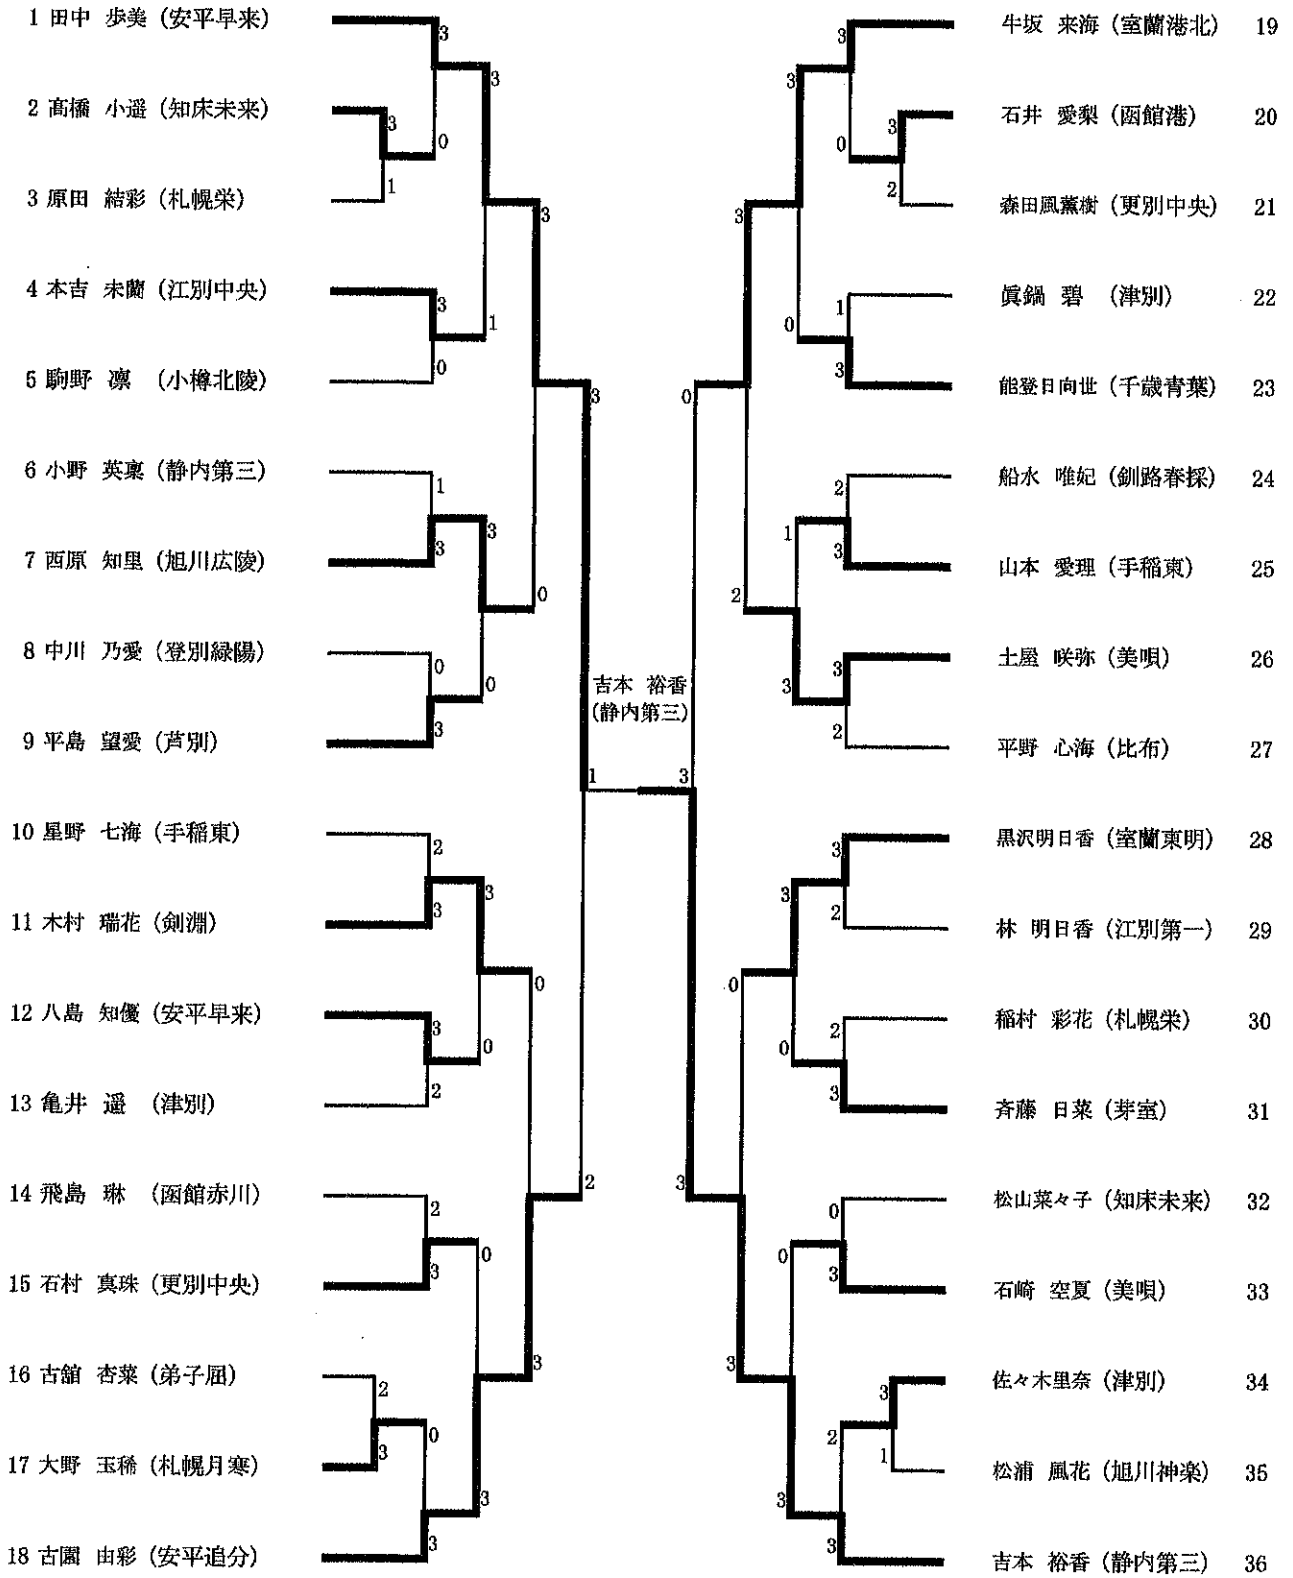 1 田中 歩美 (安平早来)
2 髙橋 小遥 (知床未来)
3 原田 結彩 (札幌栄)
4 本吉 未蘭 (江別中央)
5 駒野 凛 (小樽北陵)
6 小野 英稟 (静内第三)
7 西原 知里 (旭川広陵)
8 中川 乃愛 (登別緑陽)
9 平島 望愛 (芦別)
10 星野 七海 (手稲東)
11 木村 瑞花 (剣淵)
12 八島 知優 (安平早来)
13 亀井 遥 (津別)
14 飛島 琳 (函館赤川)
15 石村 真珠 (更別中央)
16 古舘 杏菜 (弟子屈)
17 大野 玉稀 (札幌月寒)
18 古園 由彩 (安平追分)
3
3
0
3
1
3
3
1
0
3
1
3
3
0
0
0
3
1
2
3
3
0
3
0
2
2
2
0
3
3
2
0
3
3
3
吉本 裕香
(静内第三)
3
3
3
0
2
3
1
0
3
0
2
1
3
2
3
3
2
3
3
3
2
0
2
0
3
3
0
0
3
3
3
2
1
3
3
牛坂 来海 (室蘭港北) 19
石井 愛梨 (函館港) 20
森田風薫樹 (更別中央) 21
眞鍋 碧 (津別) 22
能登日向世 (千歳青葉) 23
船水 唯妃 (釧路春採) 24
山本 愛理 (手稲東) 25
土屋 咲弥 (美唄) 26
平野 心海 (比布) 27
黒沢明日香 (室蘭東明) 28
林 明日香 (江別第一) 29
稲村 彩花 (札幌栄) 30
斉藤 日菜 (芽室) 31
松山菜々子 (知床未来) 32
石崎 空夏 (美唄) 33
佐々木里奈 (津別) 34
松浦 風花 (旭川神楽) 35
吉本 裕香 (静内第三) 36